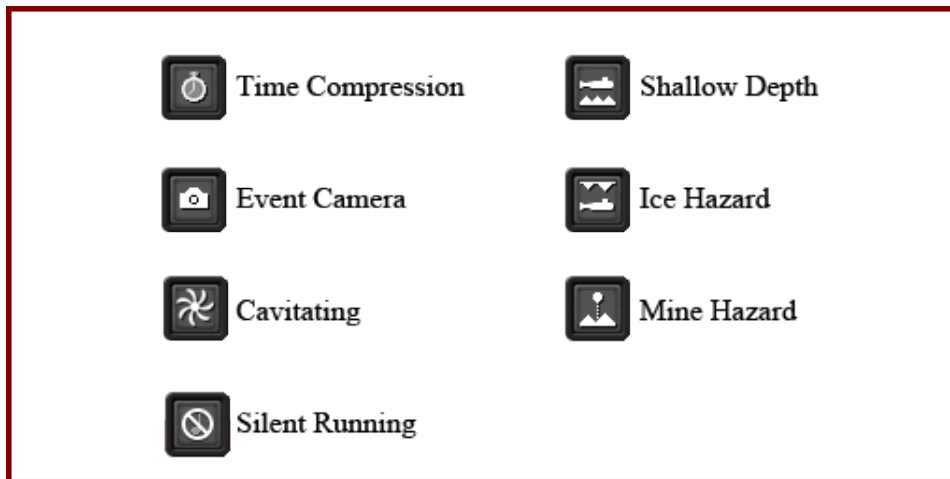 Time Compression
Shallow Depth
Event Camera
Ice Hazard
Cavitating
Mine Hazard
Silent Running